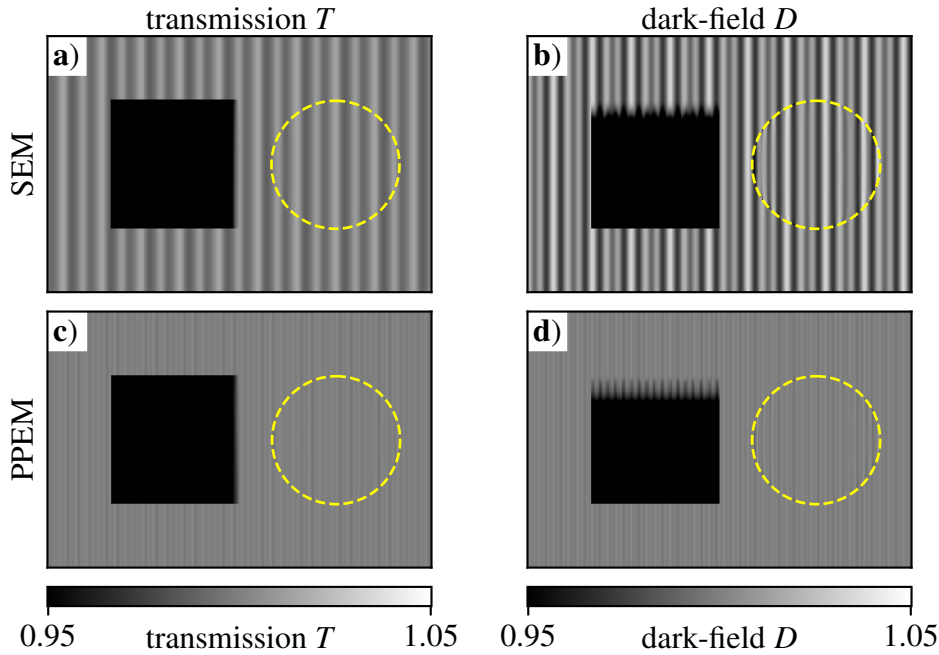 transmission T
dark-field D
SEM
a)
b)
PPEM
c)
d)
0.95
transmission T
1.05
0.95
dark-field D
1.05